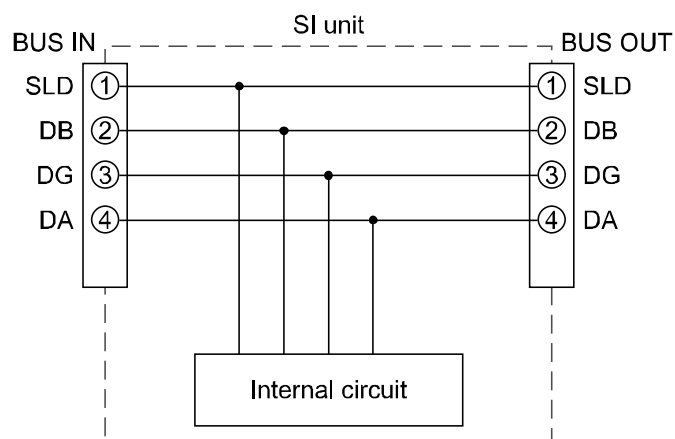 SI unit
BUS IN
BUS OUT
SLD 1 1 SLD
DB 2 2 DB
DG 3 3 DG
DA 4 4 DA
Internal circuit